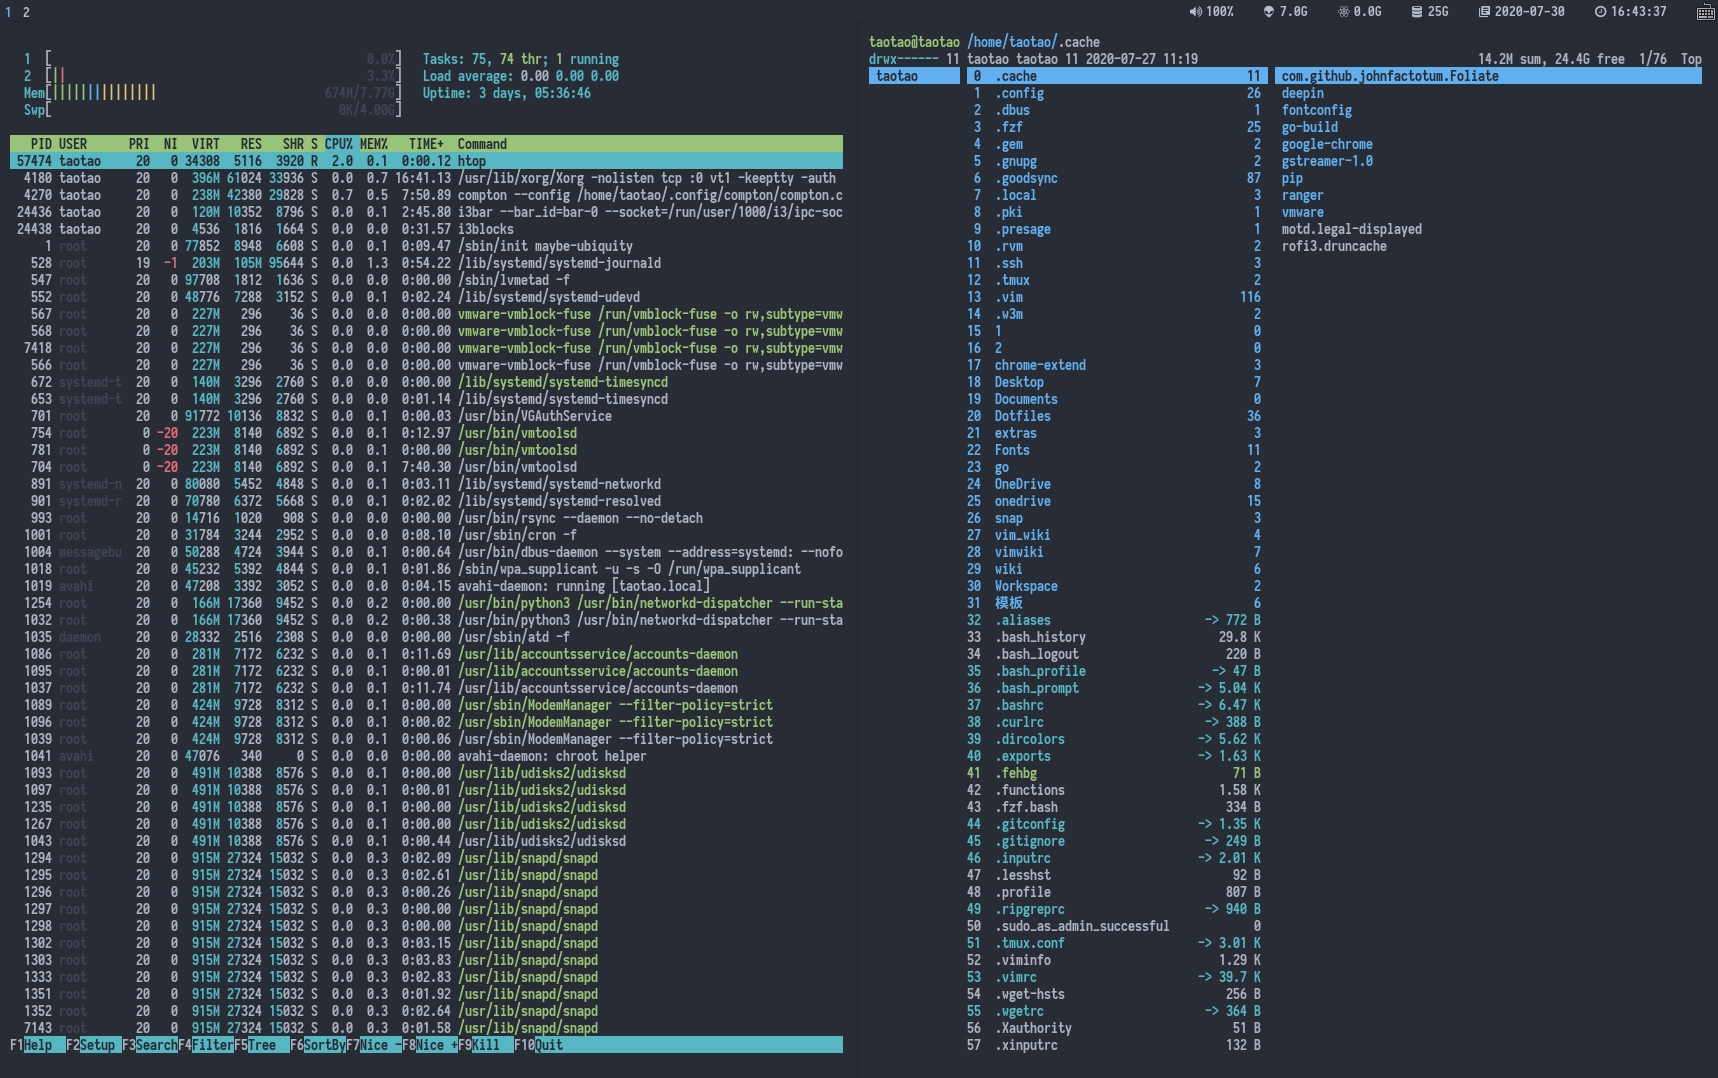 1 2 100% 7.0G 0.0G 25G 2020-07-30 16:43:37
1 [ 0.0%] Tasks: 75, 74 thr; 1 running
2 [|| 3.3%] Load average: 0.00 0.00 0.00
Mem[||||||||||||||| 674M/7.77G] Uptime: 3 days, 05:36:46
Swp[ 0K/4.00G]
PID USER PRI NI VIRT RES SHR S CPU% MEM% TIME+ Command
57474 taotao 20 0 34308 5116 3920 R 2.0 0.1 0:00.12 htop
4180 taotao 20 0 396M 61024 33936 S 0.0 0.7 16:41.13 /usr/lib/xorg/Xorg -nolisten tcp :0 vt1 -keeptty -auth
4270 taotao 20 0 238M 42380 29828 S 0.7 0.5 7:50.89 compton --config /home/taotao/.config/compton/compton.c
24436 taotao 20 0 120M 10352 8796 S 0.0 0.1 2:45.80 i3bar --bar_id=bar-0 --socket=/run/user/1000/i3/ipc-soc
24438 taotao 20 0 4536 1816 1664 S 0.0 0.0 0:31.57 i3blocks
1 root 20 0 77852 8948 6608 S 0.0 0.1 0:09.47 /sbin/init maybe-ubiquity
528 root 19 -1 203M 105M 95644 S 0.0 1.3 0:54.22 /lib/systemd/systemd-journald
547 root 20 0 97708 1812 1636 S 0.0 0.0 0:00.00 /sbin/lvmetad -f
552 root 20 0 48776 7288 3152 S 0.0 0.1 0:02.24 /lib/systemd/systemd-udevd
567 root 20 0 227M 296 36 S 0.0 0.0 0:00.00 vmware-vmblock-fuse /run/vmblock-fuse -o rw,subtype=vmw
568 root 20 0 227M 296 36 S 0.0 0.0 0:00.00 vmware-vmblock-fuse /run/vmblock-fuse -o rw,subtype=vmw
7418 root 20 0 227M 296 36 S 0.0 0.0 0:00.00 vmware-vmblock-fuse /run/vmblock-fuse -o rw,subtype=vmw
566 root 20 0 227M 296 36 S 0.0 0.0 0:00.00 vmware-vmblock-fuse /run/vmblock-fuse -o rw,subtype=vmw
672 systemd-t 20 0 140M 3296 2760 S 0.0 0.0 0:00.00 /lib/systemd/systemd-timesyncd
653 systemd-t 20 0 140M 3296 2760 S 0.0 0.0 0:01.14 /lib/systemd/systemd-timesyncd
701 root 20 0 91772 10136 8832 S 0.0 0.1 0:00.03 /usr/bin/VGAuthService
754 root 0 -20 223M 8140 6892 S 0.0 0.1 0:12.97 /usr/bin/vmtoolsd
781 root 0 -20 223M 8140 6892 S 0.0 0.1 0:00.00 /usr/bin/vmtoolsd
704 root 0 -20 223M 8140 6892 S 0.0 0.1 7:40.30 /usr/bin/vmtoolsd
891 systemd-n 20 0 80080 5452 4848 S 0.0 0.1 0:03.11 /lib/systemd/systemd-networkd
901 systemd-r 20 0 70780 6372 5668 S 0.0 0.1 0:02.02 /lib/systemd/systemd-resolved
993 root 20 0 14716 1020 908 S 0.0 0.0 0:00.00 /usr/bin/rsync --daemon --no-detach
1001 root 20 0 31784 3244 2952 S 0.0 0.0 0:08.10 /usr/sbin/cron -f
1004 messagebu 20 0 50288 4724 3944 S 0.0 0.1 0:00.64 /usr/bin/dbus-daemon --system --address=systemd: --nofo
1018 root 20 0 45232 5392 4844 S 0.0 0.1 0:01.86 /sbin/wpa_supplicant -u -s -O /run/wpa_supplicant
1019 avahi 20 0 47208 3392 3052 S 0.0 0.0 0:04.15 avahi-daemon: running [taotao.local]
1254 root 20 0 166M 17360 9452 S 0.0 0.2 0:00.00 /usr/bin/python3 /usr/bin/networkd-dispatcher --run-sta
1032 root 20 0 166M 17360 9452 S 0.0 0.2 0:00.38 /usr/bin/python3 /usr/bin/networkd-dispatcher --run-sta
1035 daemon 20 0 28332 2516 2308 S 0.0 0.0 0:00.00 /usr/sbin/atd -f
1086 root 20 0 281M 7172 6232 S 0.0 0.1 0:11.69 /usr/lib/accountsservice/accounts-daemon
1095 root 20 0 281M 7172 6232 S 0.0 0.1 0:00.01 /usr/lib/accountsservice/accounts-daemon
1037 root 20 0 281M 7172 6232 S 0.0 0.1 0:11.74 /usr/lib/accountsservice/accounts-daemon
1089 root 20 0 424M 9728 8312 S 0.0 0.1 0:00.00 /usr/sbin/ModemManager --filter-policy=strict
1096 root 20 0 424M 9728 8312 S 0.0 0.1 0:00.02 /usr/sbin/ModemManager --filter-policy=strict
1039 root 20 0 424M 9728 8312 S 0.0 0.1 0:00.06 /usr/sbin/ModemManager --filter-policy=strict
1041 avahi 20 0 47076 340 0 S 0.0 0.0 0:00.00 avahi-daemon: chroot helper
1093 root 20 0 491M 10388 8576 S 0.0 0.1 0:00.00 /usr/lib/udisks2/udisksd
1097 root 20 0 491M 10388 8576 S 0.0 0.1 0:00.01 /usr/lib/udisks2/udisksd
1235 root 20 0 491M 10388 8576 S 0.0 0.1 0:00.00 /usr/lib/udisks2/udisksd
1267 root 20 0 491M 10388 8576 S 0.0 0.1 0:00.00 /usr/lib/udisks2/udisksd
1043 root 20 0 491M 10388 8576 S 0.0 0.1 0:00.44 /usr/lib/udisks2/udisksd
1294 root 20 0 915M 27324 15032 S 0.0 0.3 0:02.09 /usr/lib/snapd/snapd
1295 root 20 0 915M 27324 15032 S 0.0 0.3 0:02.61 /usr/lib/snapd/snapd
1296 root 20 0 915M 27324 15032 S 0.0 0.3 0:00.26 /usr/lib/snapd/snapd
1297 root 20 0 915M 27324 15032 S 0.0 0.3 0:00.00 /usr/lib/snapd/snapd
1298 root 20 0 915M 27324 15032 S 0.0 0.3 0:00.00 /usr/lib/snapd/snapd
1302 root 20 0 915M 27324 15032 S 0.0 0.3 0:03.15 /usr/lib/snapd/snapd
1303 root 20 0 915M 27324 15032 S 0.0 0.3 0:03.83 /usr/lib/snapd/snapd
1333 root 20 0 915M 27324 15032 S 0.0 0.3 0:02.83 /usr/lib/snapd/snapd
1351 root 20 0 915M 27324 15032 S 0.0 0.3 0:01.92 /usr/lib/snapd/snapd
1352 root 20 0 915M 27324 15032 S 0.0 0.3 0:02.64 /usr/lib/snapd/snapd
7143 root 20 0 915M 27324 15032 S 0.0 0.3 0:01.58 /usr/lib/snapd/snapd
F1Help F2Setup F3SearchF4FilterF5Tree F6SortByF7Nice -F8Nice +F9Kill F10Quit
taotao@taotao /home/taotao/.cache
drwx------ 11 taotao taotao 11 2020-07-27 11:19 14.2M sum, 24.4G free 1/76 Top
taotao
0 .cache 11
1 .config 26
2 .dbus 1
3 .fzf 25
4 .gem 2
5 .gnupg 2
6 .goodsync 87
7 .local 3
8 .pki 1
9 .presage 1
10 .rvm 2
11 .ssh 3
12 .tmux 2
13 .vim 116
14 .w3m 2
15 1 0
16 2 0
17 chrome-extend 3
18 Desktop 7
19 Documents 0
20 Dotfiles 36
21 extras 3
22 Fonts 11
23 go 2
24 OneDrive 8
25 onedrive 15
26 snap 3
27 vim_wiki 4
28 vimwiki 7
29 wiki 6
30 Workspace 2
31 模板 6
32 .aliases -> 772 B
33 .bash_history 29.8 K
34 .bash_logout 220 B
35 .bash_profile -> 47 B
36 .bash_prompt -> 5.04 K
37 .bashrc -> 6.47 K
38 .curlrc -> 388 B
39 .dircolors -> 5.62 K
40 .exports -> 1.63 K
41 .fehbg 71 B
42 .functions 1.58 K
43 .fzf.bash 334 B
44 .gitconfig -> 1.35 K
45 .gitignore -> 249 B
46 .inputrc -> 2.01 K
47 .lesshst 92 B
48 .profile 807 B
49 .ripgreprc -> 940 B
50 .sudo_as_admin_successful 0
51 .tmux.conf -> 3.01 K
52 .viminfo 1.29 K
53 .vimrc -> 39.7 K
54 .wget-hsts 256 B
55 .wgetrc -> 364 B
56 .Xauthority 51 B
57 .xinputrc 132 B
com.github.johnfactotum.Foliate
deepin
fontconfig
go-build
google-chrome
gstreamer-1.0
pip
ranger
vmware
motd.legal-displayed
rofi3.druncache